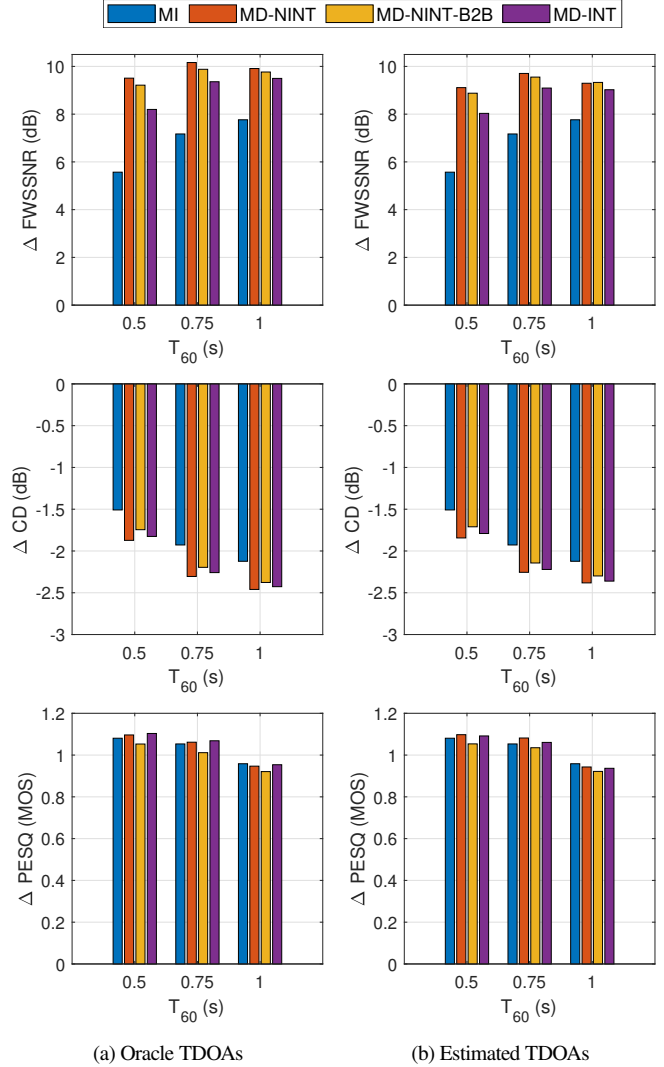 MI MD-NINT MD-NINT-B2B MD-INT
10
8
6
4
2
0
Δ FWSSNR (dB)
0.5 0.75 1
T60 (s)
10
8
6
4
2
0
Δ FWSSNR (dB)
0.5 0.75 1
T60 (s)
0
-0.5
-1
-1.5
-2
-2.5
-3
Δ CD (dB)
0.5 0.75 1
T60 (s)
0
-0.5
-1
-1.5
-2
-2.5
-3
Δ CD (dB)
0.5 0.75 1
T60 (s)
1.2
1
0.8
0.6
0.4
0.2
0
Δ PESQ (MOS)
0.5 0.75 1
T60 (s)
1.2
1
0.8
0.6
0.4
0.2
0
Δ PESQ (MOS)
0.5 0.75 1
T60 (s)
(a) Oracle TDOAs
(b) Estimated TDOAs